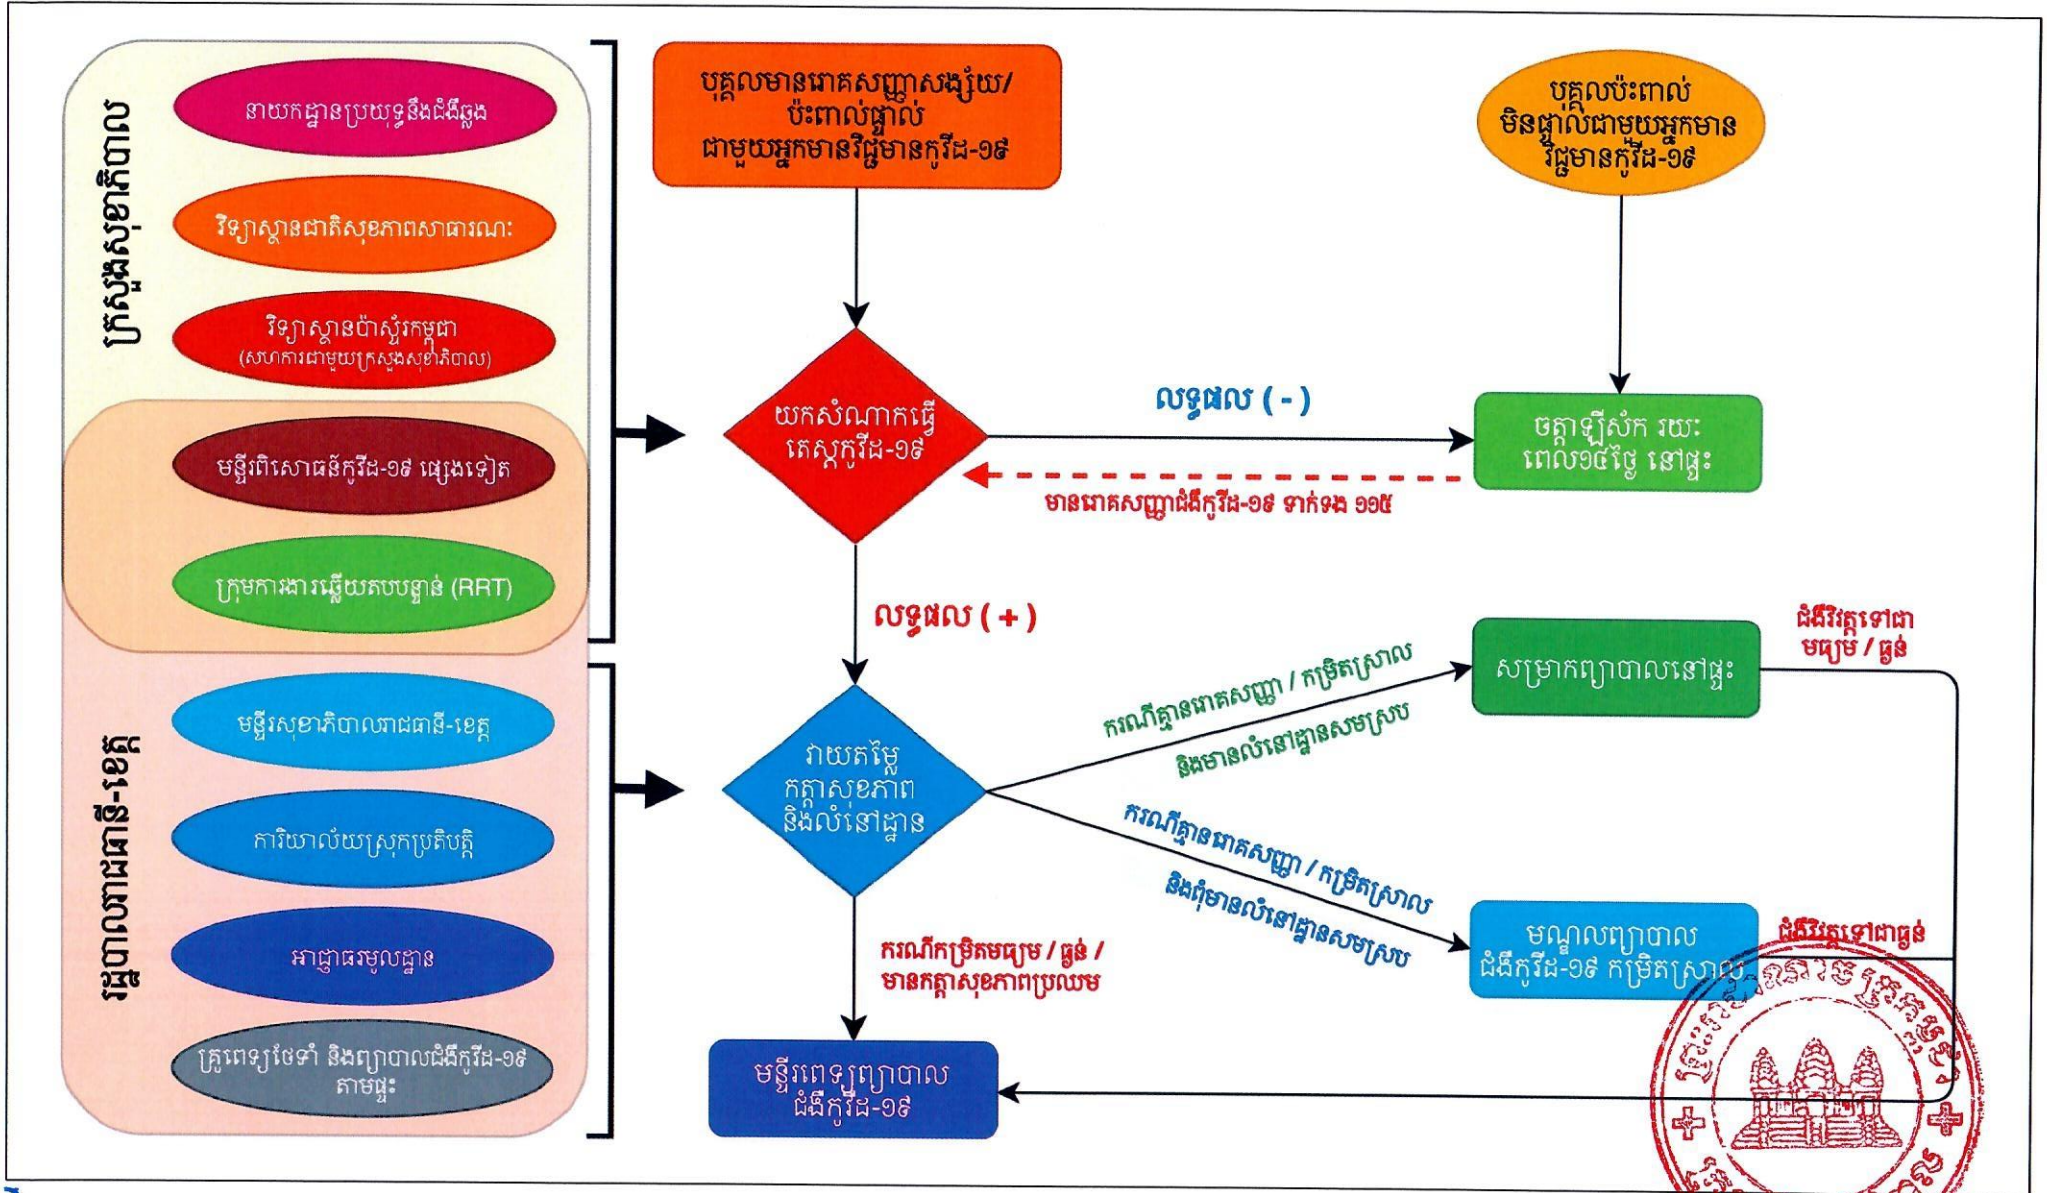 ក្រសួងសុខាភិបាល
នាយកដ្ឋានប្រយុទ្ធនឹងជំងឺឆ្លង
វិទ្យាស្ថានជាតិសុខភាពសាធារណៈ
វិទ្យាស្ថានប៉ាស្ទ័រកម្ពុជា
(សហការជាមួយក្រសួងសុខាភិបាល)
មន្ទីរពិសោធន៍កូវីដ-១៩ ផ្សេងទៀត
ក្រុមការងារឆ្លើយតបបន្ទាន់ (RRT)
រដ្ឋបាលរាជធានី-ខេត្ត
មន្ទីរសុខាភិបាលរាជធានី-ខេត្ត
ការិយាល័យស្រុកប្រតិបត្តិ
អាជ្ញាធរមូលដ្ឋាន
គ្រូពេទ្យថែទាំ និងព្យាបាលជំងឺកូវីដ-១៩
តាមផ្ទះ
បុគ្គលមានរោគសញ្ញាសង្ស័យ/
ប៉ះពាល់ផ្ទាល់
ជាមួយអ្នកមានវិជ្ជមានកូវីដ-១៩
បុគ្គលប៉ះពាល់
មិនផ្ទាល់ជាមួយអ្នកមាន
វិជ្ជមានកូវីដ-១៩
យកសំណាកធ្វើ
តេស្តកូវីដ-១៩
លទ្ធផល ( - )
ចត្តាឡីស័ក រយៈ
ពេល១៤ថ្ងៃ នៅផ្ទះ
មានរោគសញ្ញាជំងឺកូវីដ-១៩ ទាក់ទង ១១៥
លទ្ធផល ( + )
វាយតម្លៃ
កត្តាសុខភាព
និងលំនៅដ្ឋាន
ករណីគ្មានរោគសញ្ញា / កម្រិតស្រាល
និងមានលំនៅដ្ឋានសមស្រប
សម្រាកព្យាបាលនៅផ្ទះ
ជំងឺវិវត្តទៅជា
មធ្យម / ធ្ងន់
ករណីគ្មានរោគសញ្ញា / កម្រិតស្រាល
និងពុំមានលំនៅដ្ឋានសមស្រប
មណ្ឌលព្យាបាល
ជំងឺកូវីដ-១៩ កម្រិតស្រាល
ជំងឺវិវត្តទៅជាធ្ងន់
ករណីកម្រិតមធ្យម / ធ្ងន់ /
មានកត្តាសុខភាពប្រឈម
មន្ទីរពេទ្យព្យាបាល
ជំងឺកូវីដ-១៩